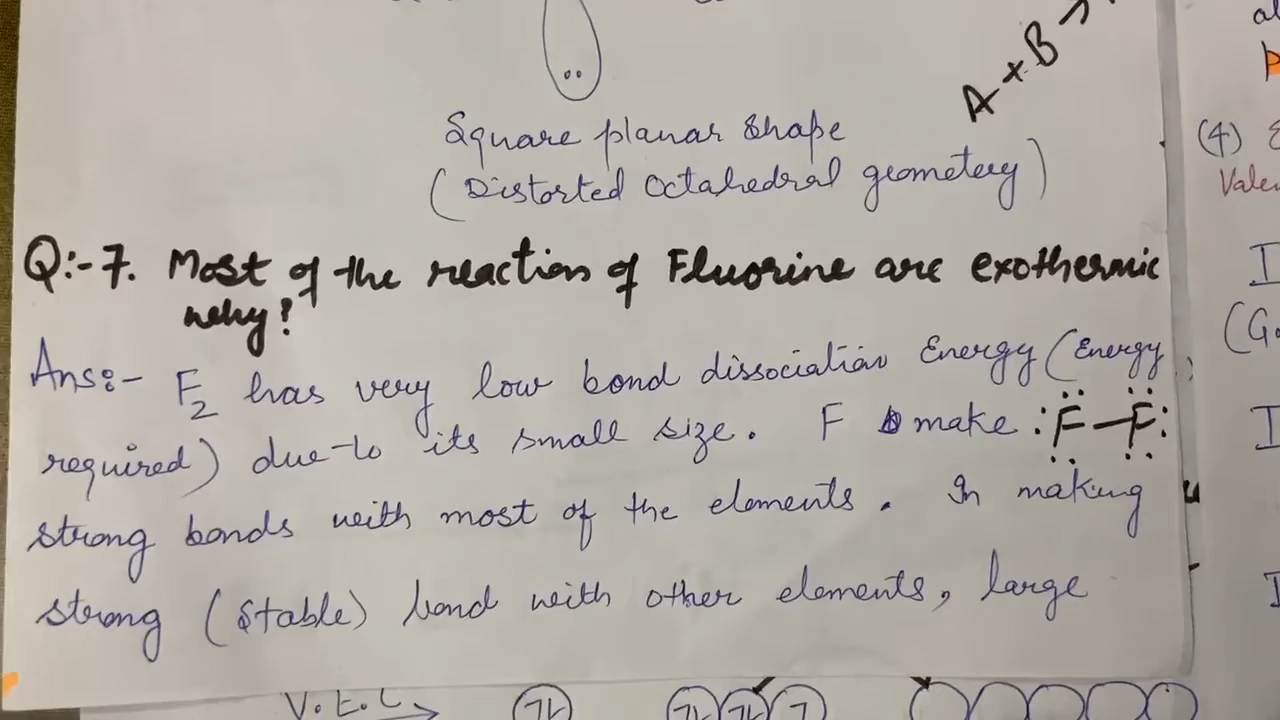 A + B →
Square planar shape
(Distorted Octahedral geometery)
Q:-7. Most of the reaction of Fluorine are exothermic
why?
Ans:- F2 has very low bond dissociation Energy (Energy
required) due to its small size. F make :F—F:
strong bonds with most of the elements. In making
strong (stable) bond with other elements, large
V.E.C →
(4)